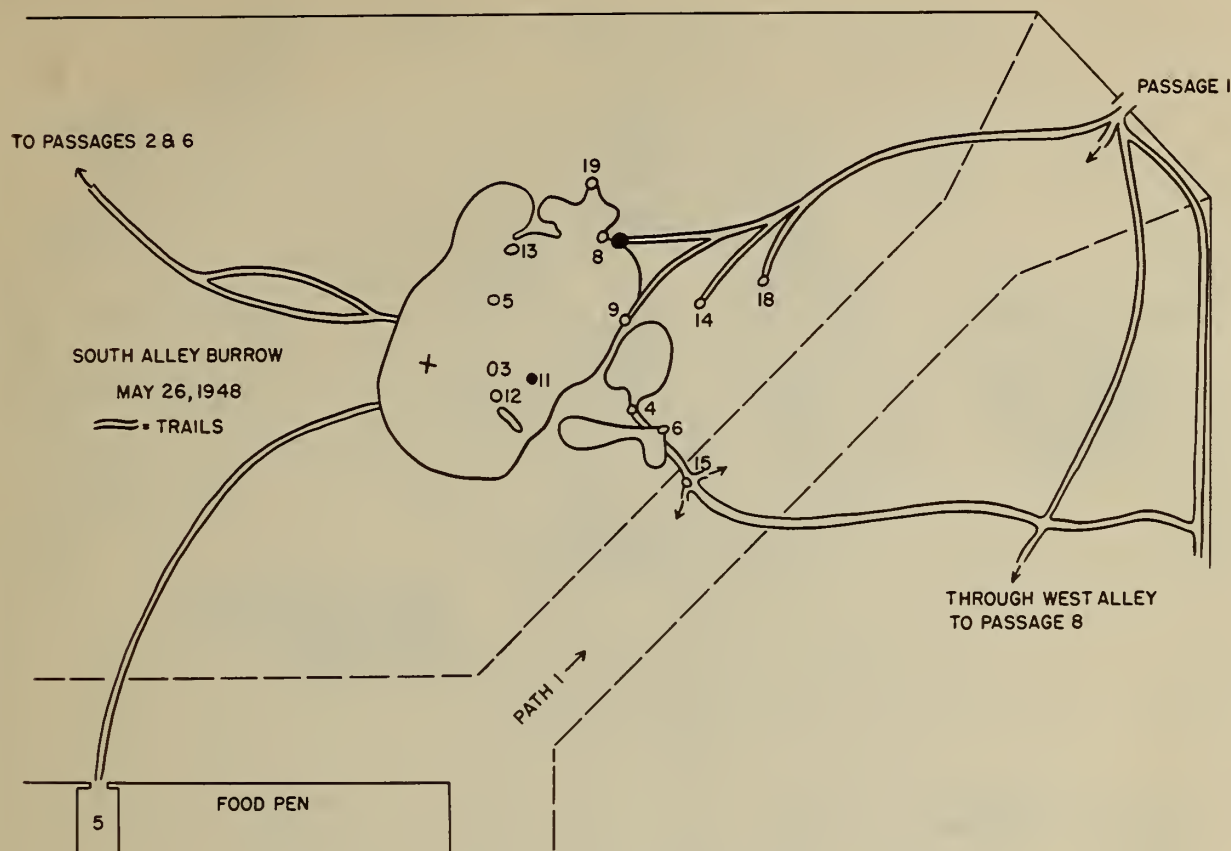 PASSAGE 1
TO PASSAGES 2 & 6
19
13
8
5
18
14
9
SOUTH ALLEY BURROW
MAY 26, 1948
= TRAILS
3
11
12
4
6
15
THROUGH WEST ALLEY
TO PASSAGE 8
PATH 1
FOOD PEN
5